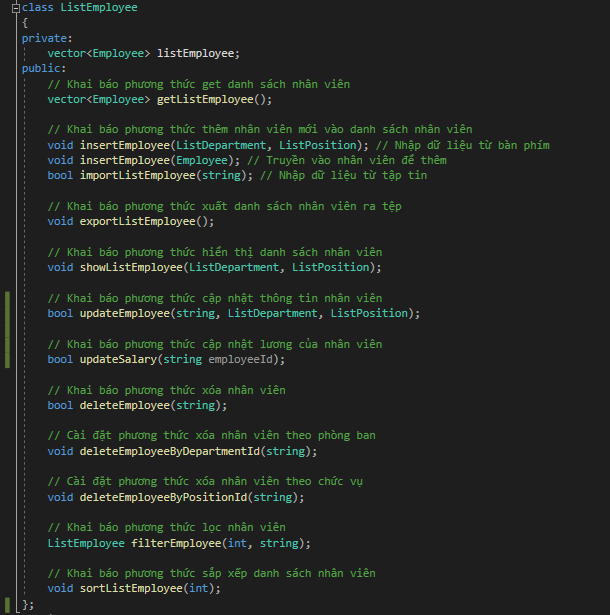 class ListEmployee
{
private:
vector<Employee> listEmployee;
public:
// Khai báo phương thức get danh sách nhân viên
vector<Employee> getListEmployee();
// Khai báo phương thức thêm nhân viên mới vào danh sách nhân viên
void insertEmployee(ListDepartment, ListPosition); // Nhập dữ liệu từ bàn phím
void insertEmployee(Employee); // Truyền vào nhân viên để thêm
bool importListEmployee(string); // Nhập dữ liệu từ tập tin
// Khai báo phương thức xuất danh sách nhân viên ra tệp
void exportListEmployee();
// Khai báo phương thức hiển thị danh sách nhân viên
void showListEmployee(ListDepartment, ListPosition);
// Khai báo phương thức cập nhật thông tin nhân viên
bool updateEmployee(string, ListDepartment, ListPosition);
// Khai báo phương thức cập nhật lương của nhân viên
bool updateSalary(string employeeId);
// Khai báo phương thức xóa nhân viên
bool deleteEmployee(string);
// Cài đặt phương thức xóa nhân viên theo phòng ban
void deleteEmployeeByDepartmentId(string);
// Cài đặt phương thức xóa nhân viên theo chức vụ
void deleteEmployeeByPositionId(string);
// Khai báo phương thức lọc nhân viên
ListEmployee filterEmployee(int, string);
// Khai báo phương thức sắp xếp danh sách nhân viên
void sortListEmployee(int);
};